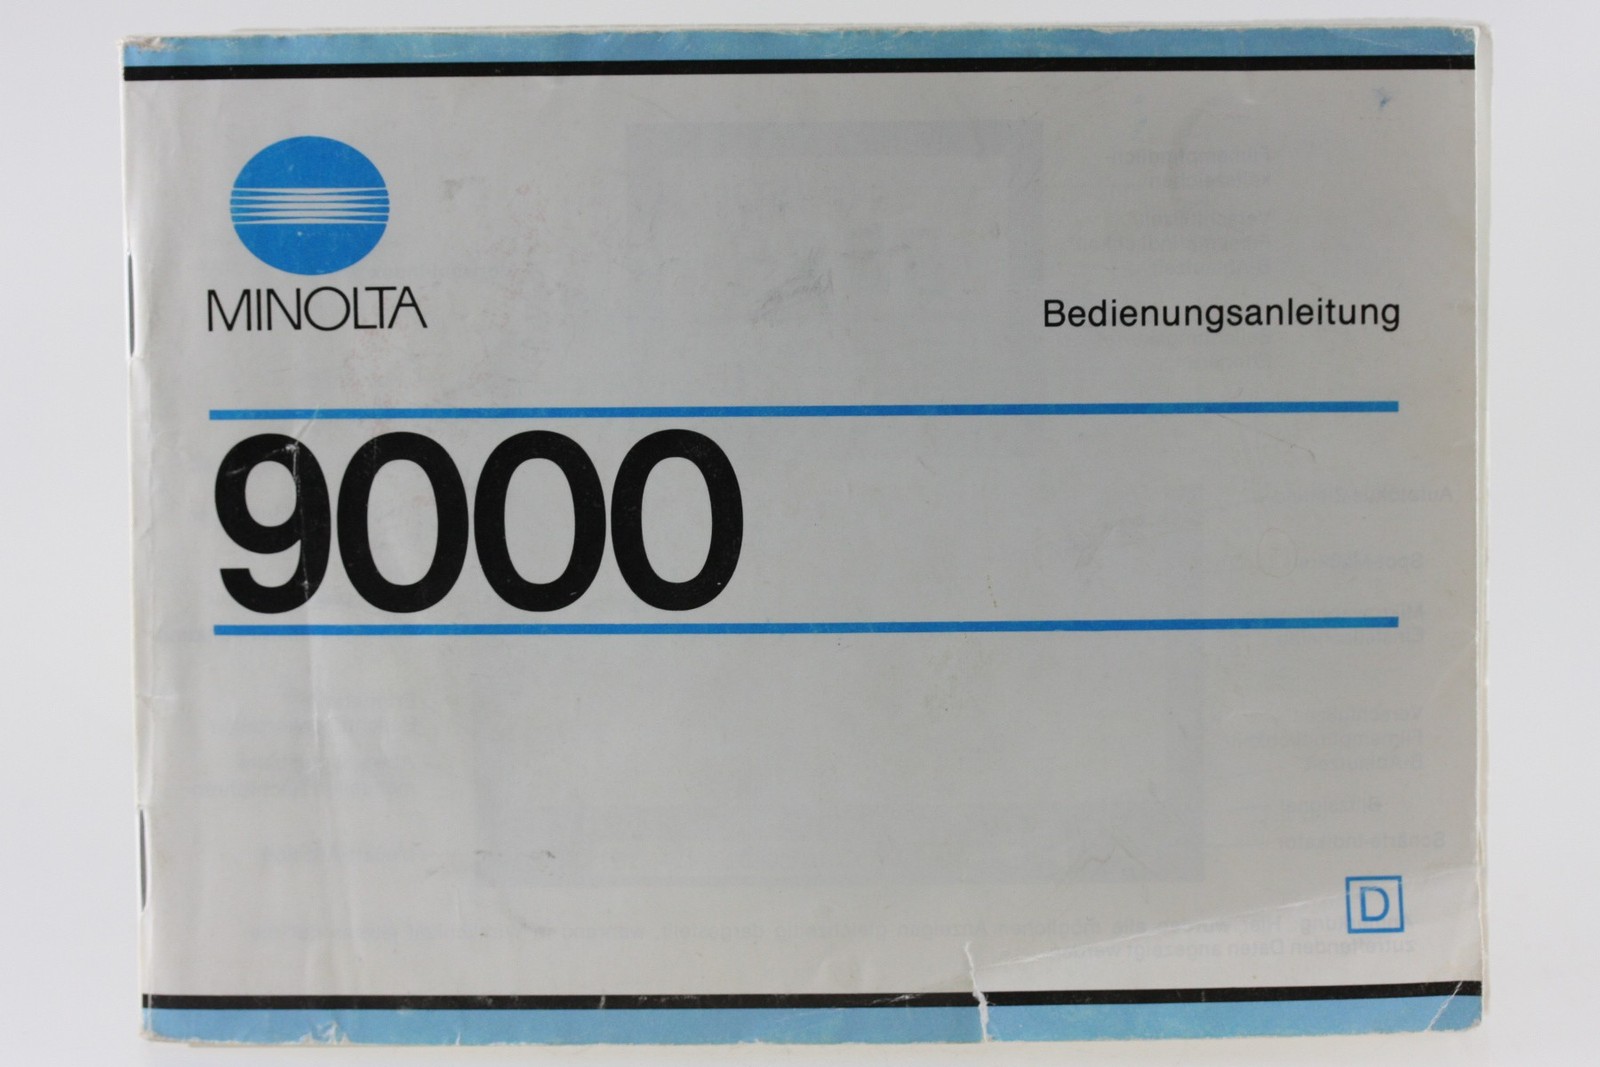 MINOLTA
Bedienungsanleitung
9000
D